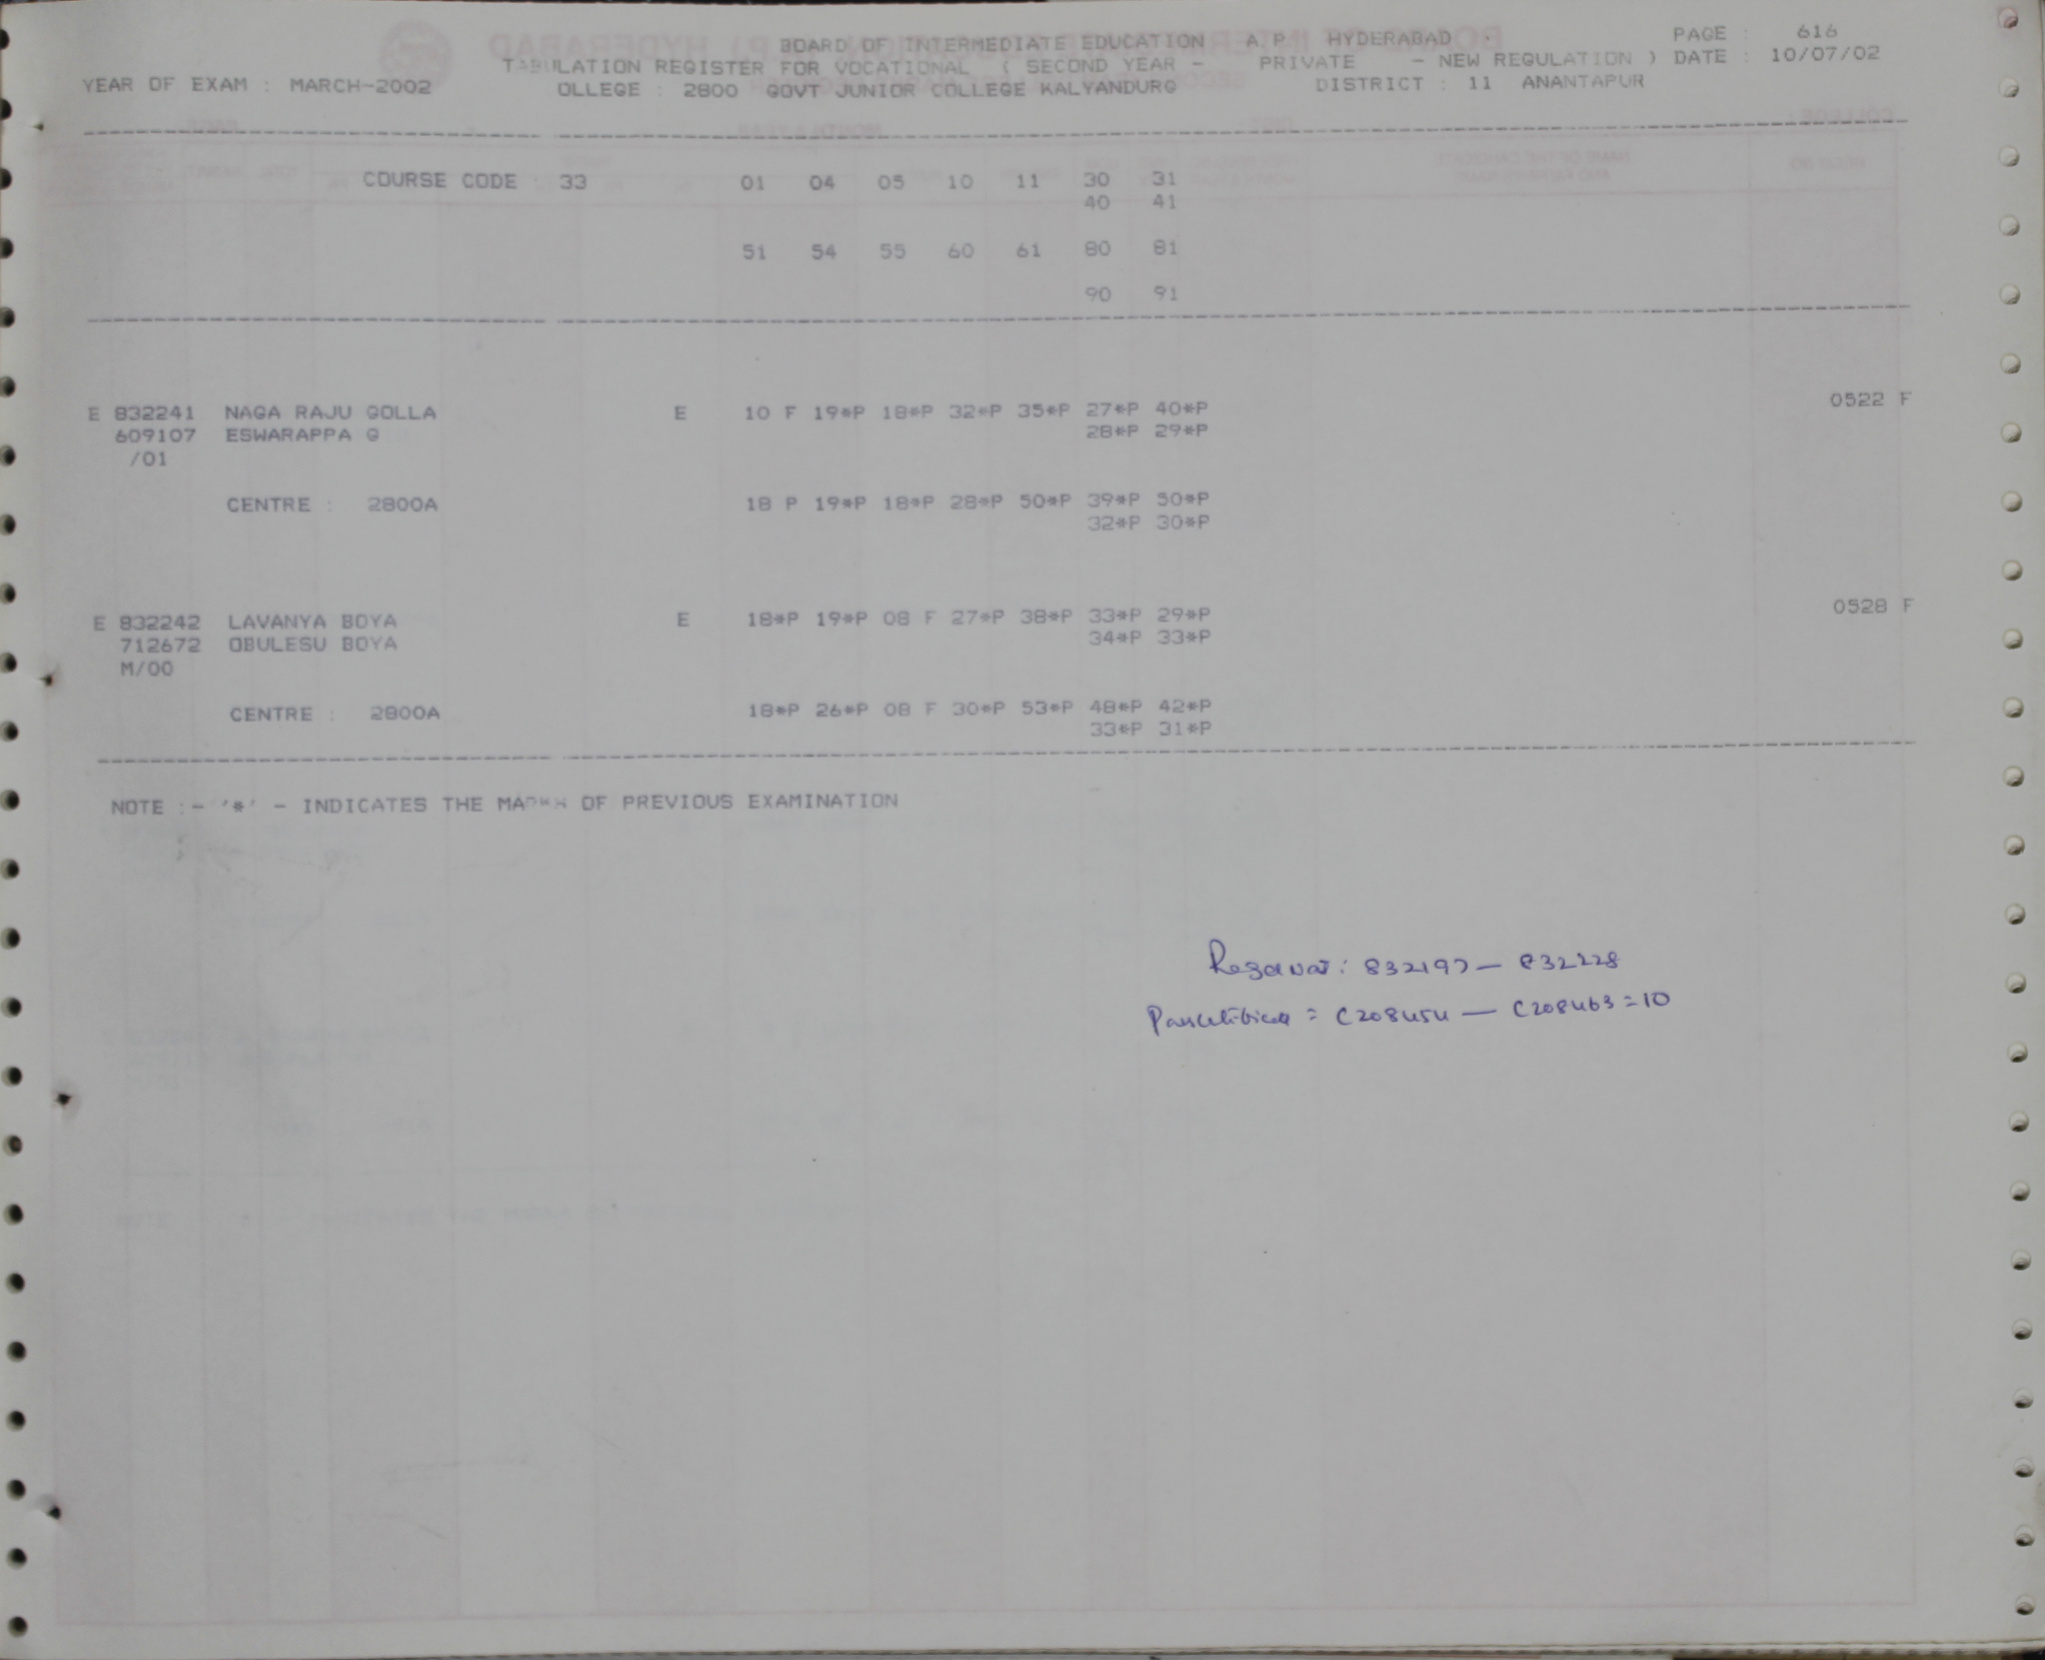 BOARD OF INTERMEDIATE EDUCATION A P HYDERABAD PAGE : 616
TABULATION REGISTER FOR VOCATIONAL ( SECOND YEAR - PRIVATE - NEW REGULATION ) DATE : 10/07/02
YEAR OF EXAM : MARCH-2002 OLLEGE : 2800 GOVT JUNIOR COLLEGE KALYANDURG DISTRICT : 11 ANANTAPUR
COURSE CODE : 33 01 04 05 10 11 30 31
40 41
51 54 55 60 61 80 81
90 91
E 832241 NAGA RAJU GOLLA E 10 F 19*P 18*P 32*P 35*P 27*P 40*P 0522 F
609107 ESWARAPPA G 28*P 29*P
/01
CENTRE : 2800A 18 P 19*P 18*P 28*P 50*P 39*P 50*P
32*P 30*P
E 832242 LAVANYA BOYA E 18*P 19*P 08 F 27*P 38*P 33*P 29*P 0528 F
712672 OBULESU BOYA 34*P 33*P
M/00
CENTRE : 2800A 18*P 26*P 08 F 30*P 53*P 48*P 42*P
33*P 31*P
NOTE :- '*' - INDICATES THE MARKS OF PREVIOUS EXAMINATION
: 832197 — 832228
= C208454 — C208463 = 10